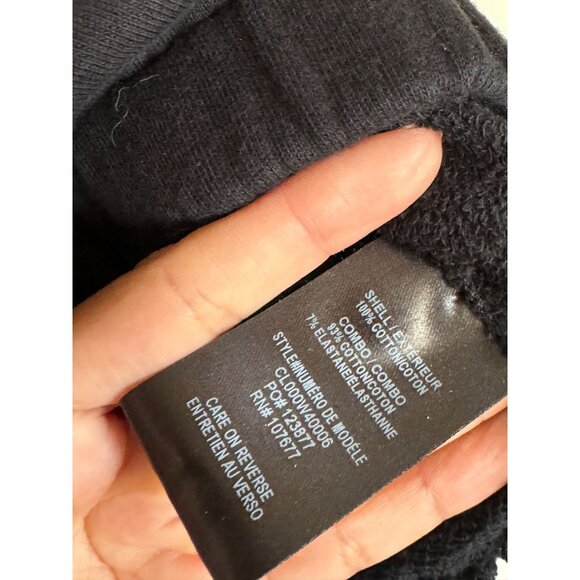 SHELL / EXTÉRIEUR
100% COTTON/COTON
COMBO / COMBO
93% COTTON/COTON
7% ELASTANE/ÉLASTHANNE
STYLE#/NUMÉRO DE MODÈLE
CL000W40006
PO# 123877
RN# 107677
CARE ON REVERSE
ENTRETIEN AU VERSO